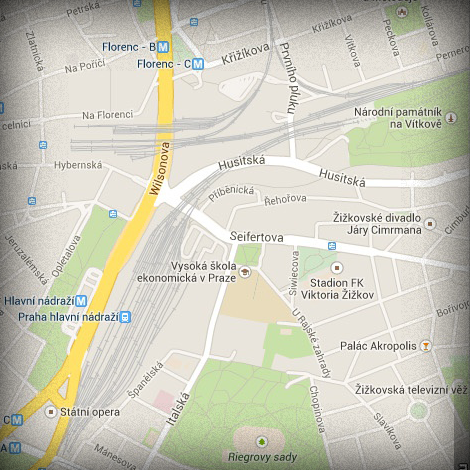 Petrská
Zlatnická
Florenc - B M
Křižíkova
Florenc - C M
Křižíkova
Prvního pluku
Vítkova
Peckova
Kollárova
Pernero
Na Poříčí
Na Florenci
celnici
Národní památník
na Vítkově
Hybernská
Wilsonova
Husitská
Husitská
Příběnická
Řehořova
Žižkovské divadlo
Járy Cimrmana
Seifertova
Opletalova
Jeruzalémská
Vysoká škola
ekonomická v Praze
Siwiecova
Stadion FK
Viktoria Žižkov
Cimbu
Bořivojo
Hlavní nádraží M
Praha hlavní nádraží
U Rajské zahrady
Palác Akropolis
Španělská
Italská
Žižkovská televizní věž
Chopinova
Slavíkova
Státní opera
C M
A M
Mánesova
Riegrovy sady